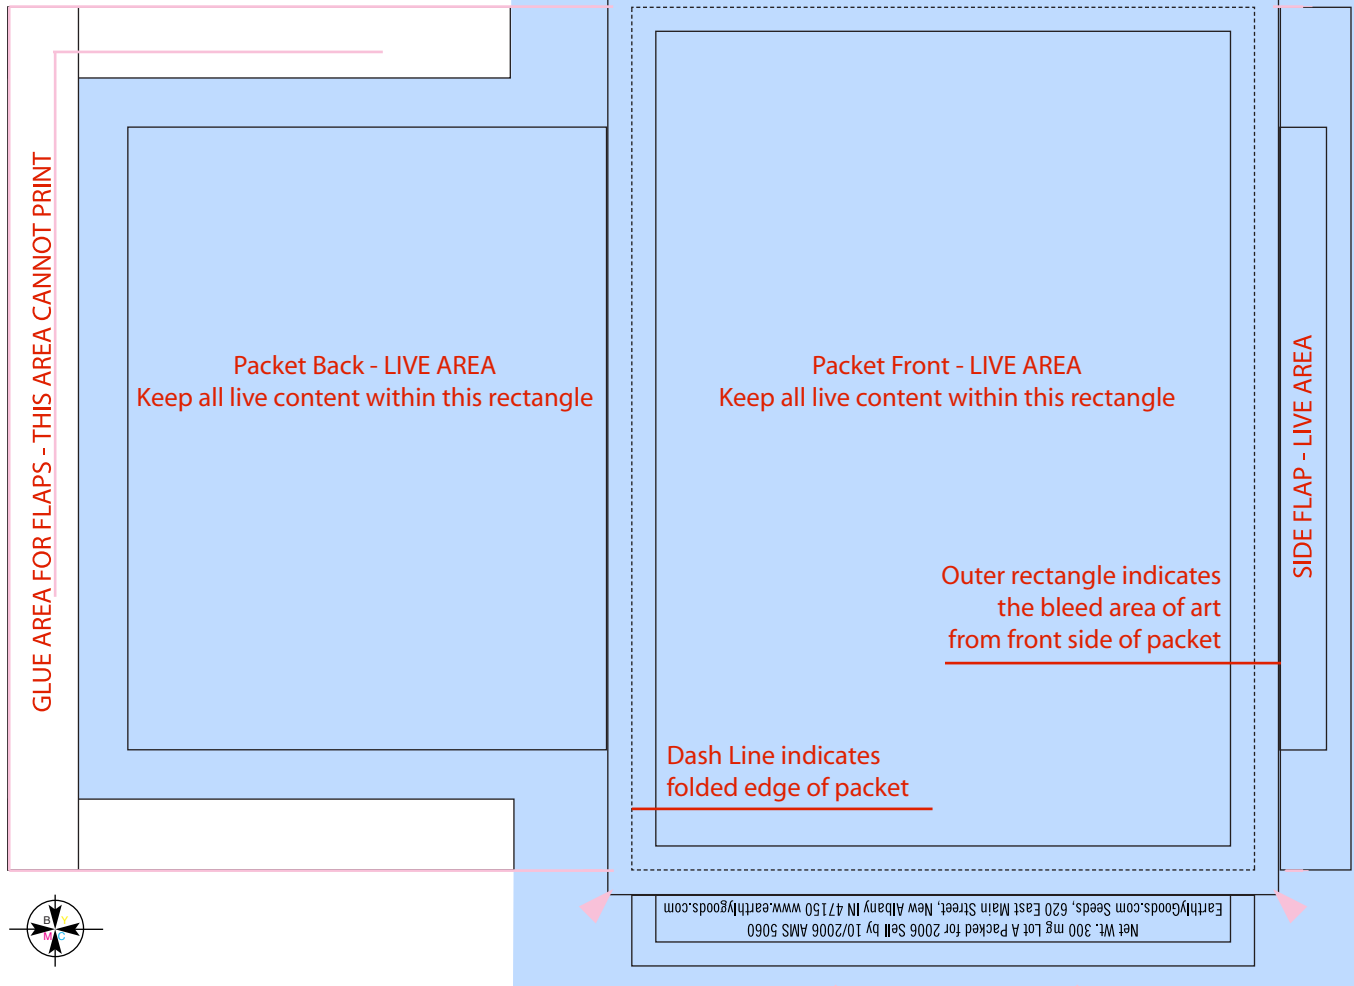 GLUE AREA FOR FLAPS - THIS AREA CANNOT PRINT
Packet Back - LIVE AREA
Keep all live content within this rectangle
Packet Front - LIVE AREA
Keep all live content within this rectangle
SIDE FLAP - LIVE AREA
Outer rectangle indicates
the bleed area of art
from front side of packet
Dash Line indicates
folded edge of packet
Net Wt. 300 mg Lot A Packed for 2006 Sell by 10/2006 AMS 5060
EarthlyGoods.com Seeds, 620 East Main Street, New Albany IN 47150 www.earthlygoods.com
B Y
M C